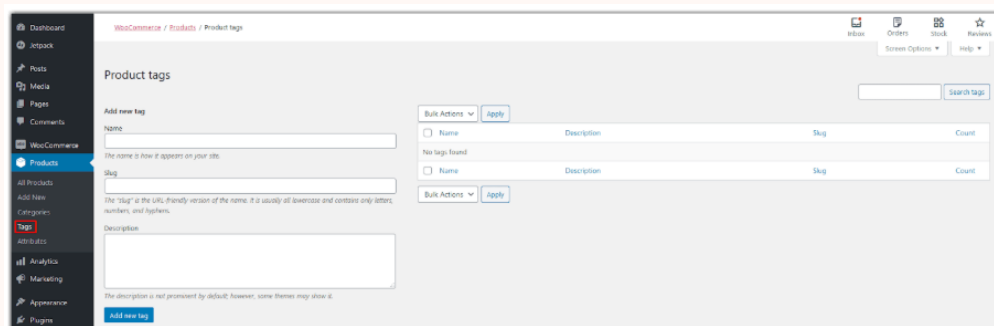 Dashboard
Jetpack
Posts
Media
Pages
Comments
WooCommerce
Products
All Products
Add New
Categories
Tags
Attributes
Analytics
Marketing
Appearance
Plugins
WooCommerce / Products / Product tags
Inbox
Orders
Stock
Reviews
Screen Options ▼
Help ▼
Product tags
Search tags
Add new tag
Name
The name is how it appears on your site.
Slug
The "slug" is the URL-friendly version of the name. It is usually all lowercase and contains only letters,
numbers, and hyphens.
Description
The description is not prominent by default; however, some themes may show it.
Add new tag
Bulk Actions
Apply
Name Description Slug Count
No tags found
Name Description Slug Count
Bulk Actions
Apply